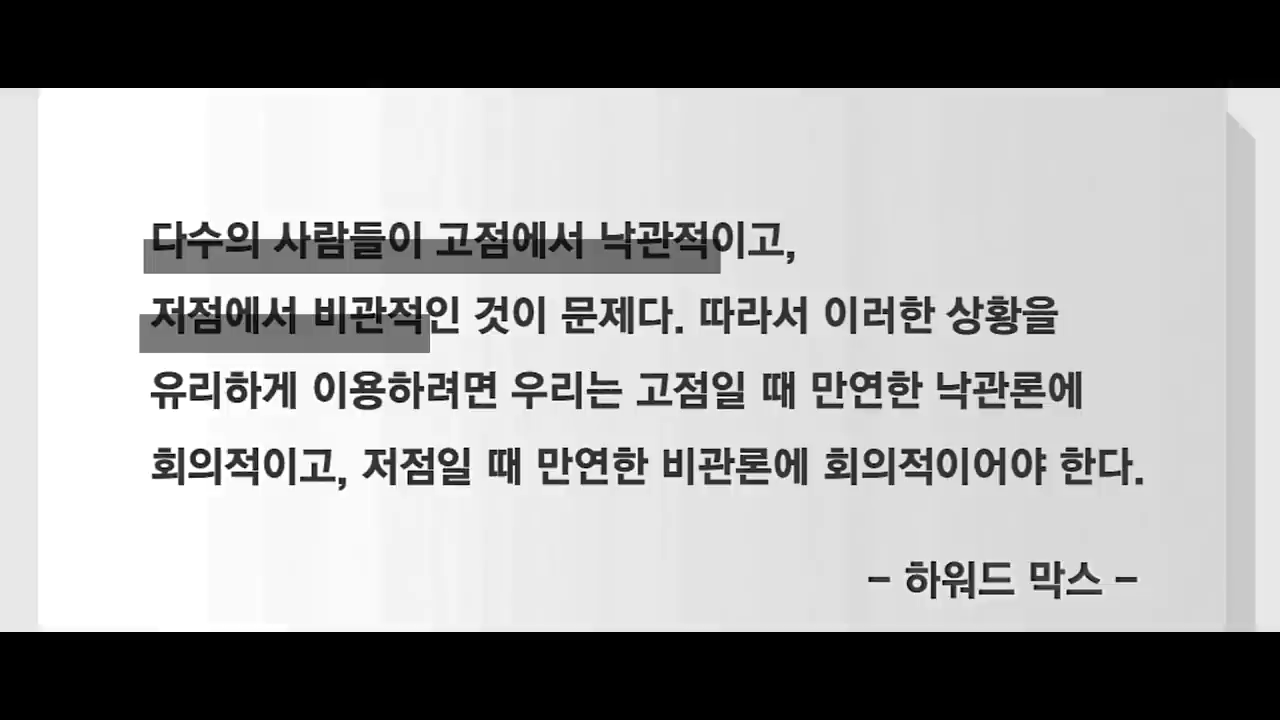 다수의 사람들이 고점에서 낙관적이고,
저점에서 비관적인 것이 문제다. 따라서 이러한 상황을
유리하게 이용하려면 우리는 고점일 때 만연한 낙관론에
회의적이고, 저점일 때 만연한 비관론에 회의적이어야 한다.
- 하워드 막스 -